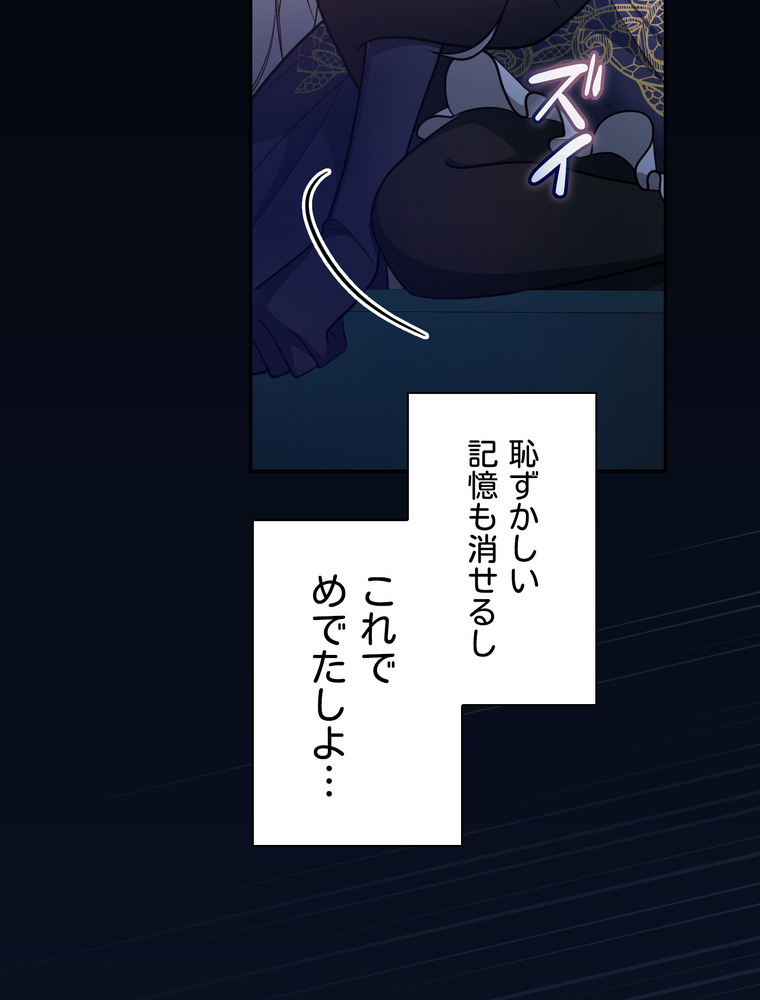 ズイ
恥ずかしい
記憶も消せるし
これで
めでたしよ…